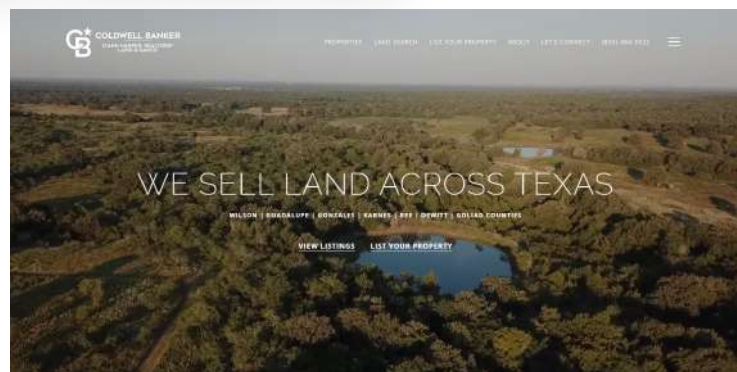 COLDWELL BANKER
PROPERTIES LAND SEARCH LIST YOUR PROPERTY ABOUT LET'S CONNECT
WE SELL LAND ACROSS TEXAS
WILSON | GUADALUPE | GONZALES | KARNES | BEE | DEWITT | GOLIAD COUNTIES
VIEW LISTINGS LIST YOUR PROPERTY